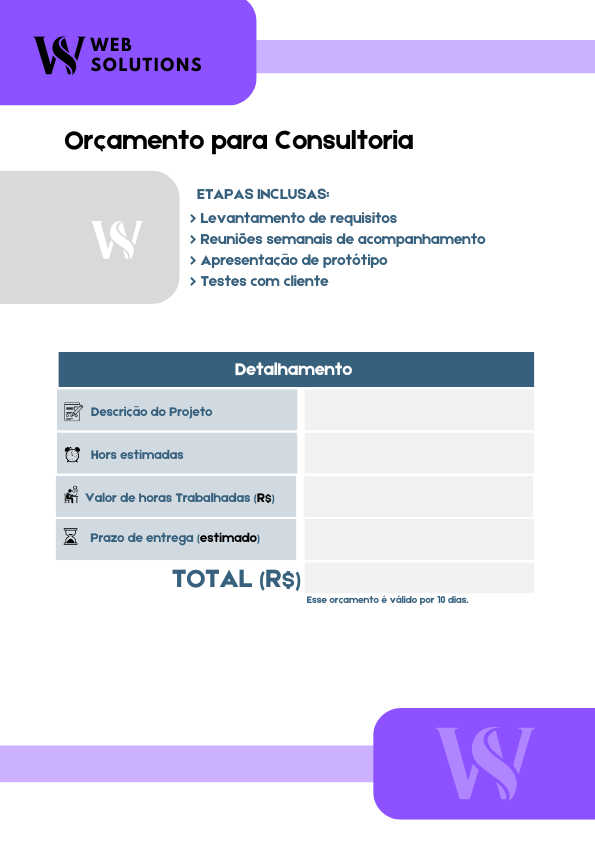 WEB
SOLUTIONS
Orçamento para Consultoria
ETAPAS INCLUSAS:
> Levantamento de requisitos
> Reuniões semanais de acompanhamento
> Apresentação de protótipo
> Testes com cliente
Detalhamento
Descrição do Projeto
Hors estimadas
Valor de horas Trabalhadas (R$)
Prazo de entrega (estimado)
TOTAL (R$)
Esse orçamento é válido por 10 dias.